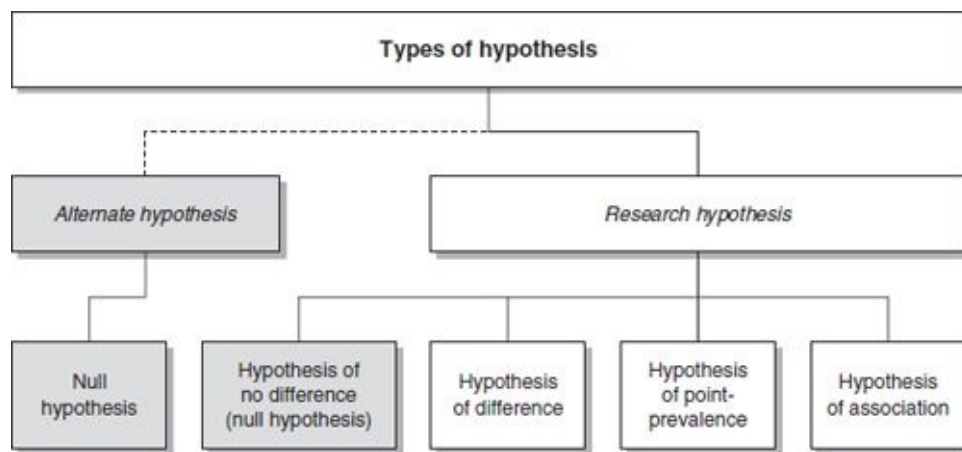 Types of hypothesis
Alternate hypothesis
Research hypothesis
Null
hypothesis
Hypothesis of
no difference
(null hypothesis)
Hypothesis
of difference
Hypothesis
of point-
prevalence
Hypothesis
of association